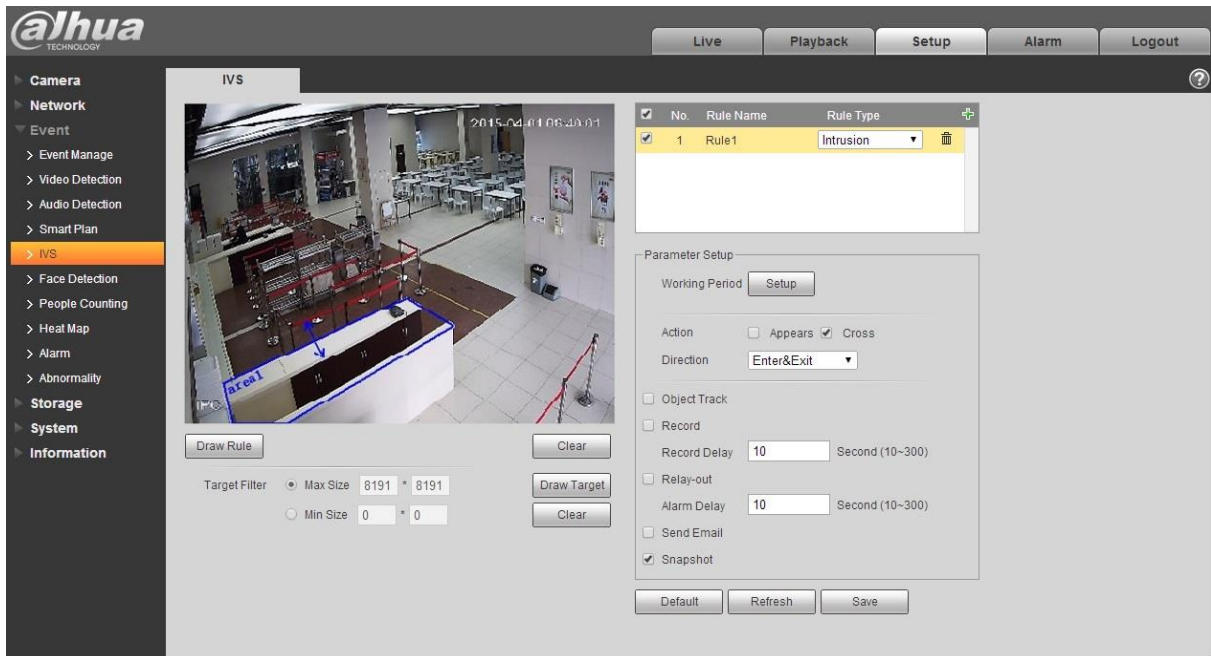 alhua
TECHNOLOGY
Live Playback Setup Alarm Logout
Camera
Network
Event
Event Manage
Video Detection
Audio Detection
Smart Plan
IVS
Face Detection
People Counting
Heat Map
Alarm
Abnormality
Storage
System
Information
IVS
?
2015-04-01 06:40:01
area1
IPC
Draw Rule Clear
Target Filter Max Size 8191 * 8191 Draw Target
Min Size 0 * 0 Clear
No. Rule Name Rule Type
1 Rule1 Intrusion
Parameter Setup
Working Period Setup
Action Appears Cross
Direction Enter&Exit
Object Track
Record
Record Delay 10 Second (10~300)
Relay-out
Alarm Delay 10 Second (10~300)
Send Email
Snapshot
Default Refresh Save